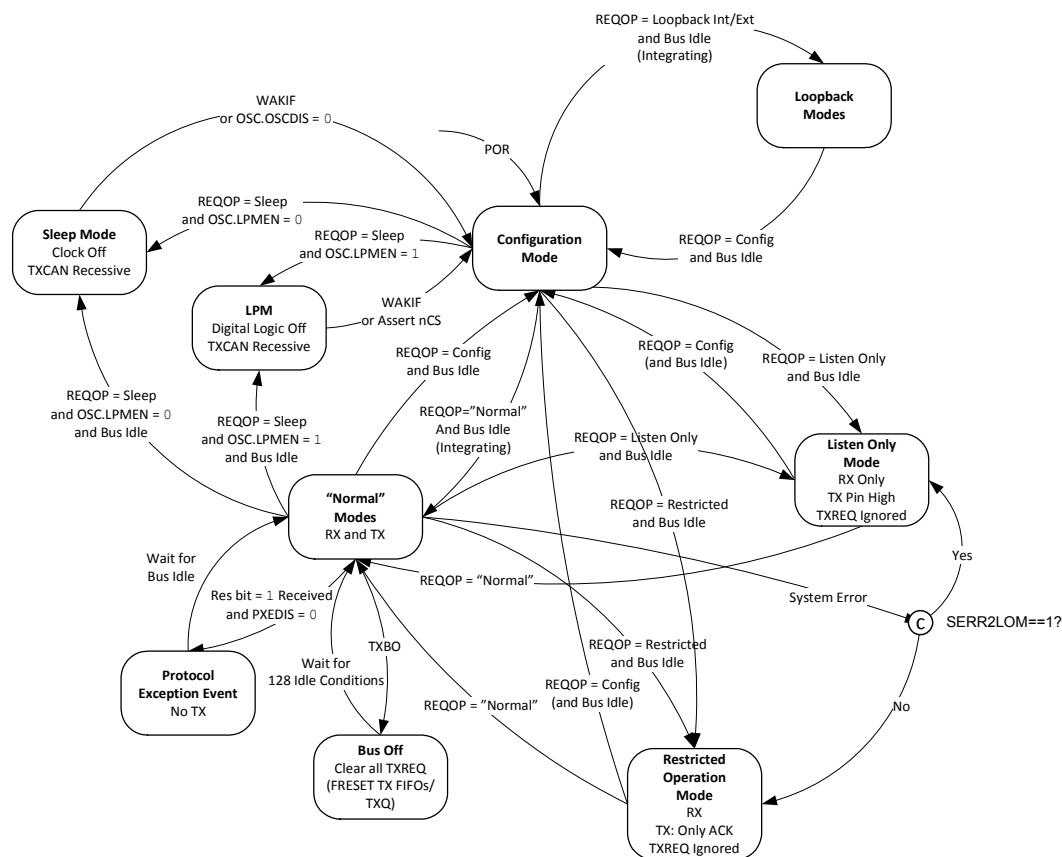 REQOP = Loopback Int/Ext
and Bus Idle
(Integrating)
Loopback
Modes
WAKIF
or OSC.OSCDIS = 0
POR
REQOP = Sleep
and OSC.LPMEN = 0
Sleep Mode
Clock Off
TXCAN Recessive
REQOP = Sleep
and OSC.LPMEN = 1
Configuration
Mode
REQOP = Config
and Bus Idle
LPM
Digital Logic Off
TXCAN Recessive
WAKIF
or Assert nCS
REQOP = Config
and Bus Idle
REQOP = Config
(and Bus Idle)
REQOP = Listen Only
and Bus Idle
REQOP = Sleep
and OSC.LPMEN = 0
and Bus Idle
REQOP = Sleep
and OSC.LPMEN = 1
and Bus Idle
REQOP=”Normal”
And Bus Idle
(Integrating)
REQOP = Listen Only
and Bus Idle
Listen Only
Mode
RX Only
TX Pin High
TXREQ Ignored
“Normal”
Modes
RX and TX
REQOP = Restricted
and Bus Idle
Wait for
Bus Idle
Yes
REQOP = “Normal”
Res bit = 1 Received
and PXEDIS = 0
System Error
C
SERR2LOM==1?
TXBO
REQOP = Restricted
and Bus Idle
Protocol
Exception Event
No TX
Wait for
128 Idle Conditions
REQOP = Config
(and Bus Idle)
REQOP = ”Normal”
No
Bus Off
Clear all TXREQ
(FRESET TX FIFOs/
TXQ)
Restricted
Operation
Mode
RX
TX: Only ACK
TXREQ Ignored